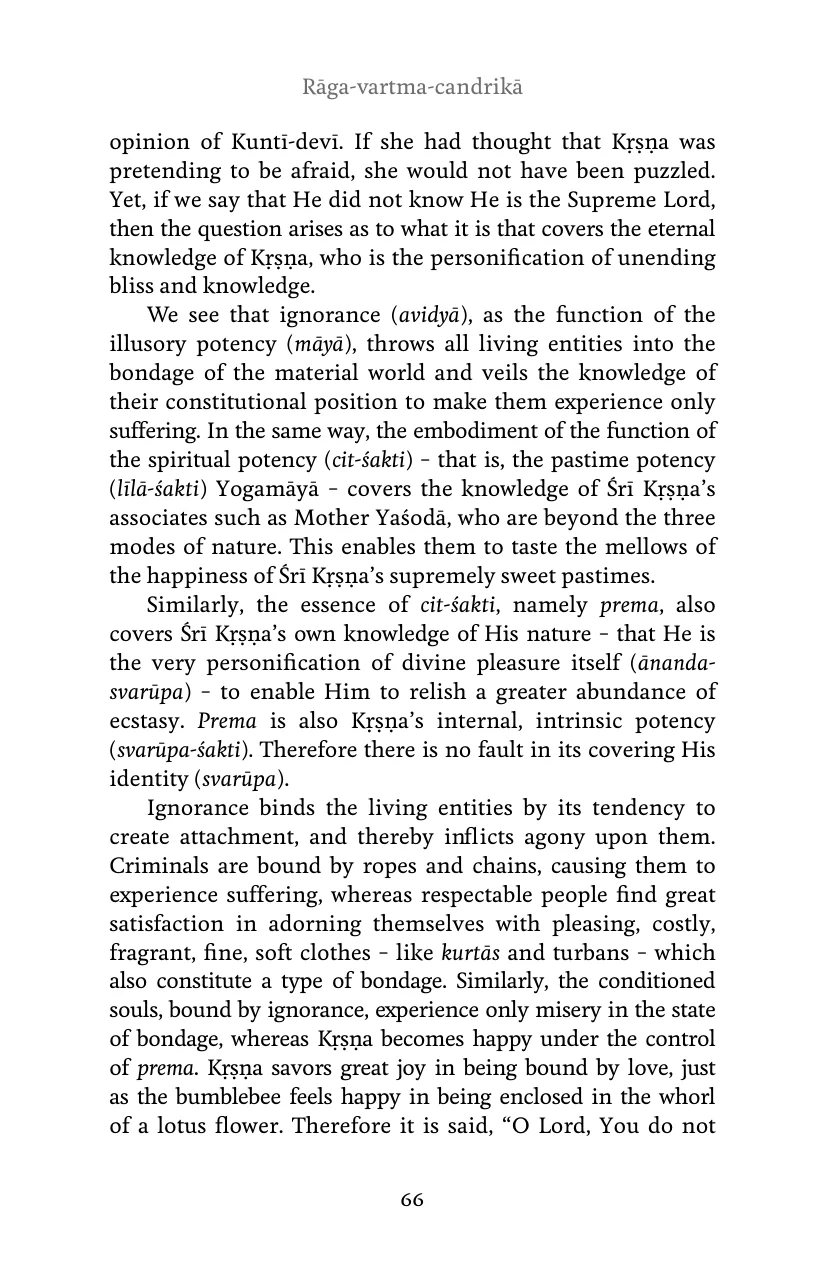 Rāga-vartma-candrikā
opinion of Kuntī-devī. If she had thought that Kṛṣṇa was
pretending to be afraid, she would not have been puzzled.
Yet, if we say that He did not know He is the Supreme Lord,
then the question arises as to what it is that covers the eternal
knowledge of Kṛṣṇa, who is the personification of unending
bliss and knowledge.
We see that ignorance (avidyā), as the function of the
illusory potency (māyā), throws all living entities into the
bondage of the material world and veils the knowledge of
their constitutional position to make them experience only
suffering. In the same way, the embodiment of the function of
the spiritual potency (cit-śakti) – that is, the pastime potency
(līlā-śakti) Yogamāyā – covers the knowledge of Śrī Kṛṣṇa’s
associates such as Mother Yaśodā, who are beyond the three
modes of nature. This enables them to taste the mellows of
the happiness of Śrī Kṛṣṇa’s supremely sweet pastimes.
Similarly, the essence of cit-śakti, namely prema, also
covers Śrī Kṛṣṇa’s own knowledge of His nature – that He is
the very personification of divine pleasure itself (ānanda-
svarūpa) – to enable Him to relish a greater abundance of
ecstasy. Prema is also Kṛṣṇa’s internal, intrinsic potency
(svarūpa-śakti). Therefore there is no fault in its covering His
identity (svarūpa).
Ignorance binds the living entities by its tendency to
create attachment, and thereby inflicts agony upon them.
Criminals are bound by ropes and chains, causing them to
experience suffering, whereas respectable people find great
satisfaction in adorning themselves with pleasing, costly,
fragrant, fine, soft clothes – like kurtās and turbans – which
also constitute a type of bondage. Similarly, the conditioned
souls, bound by ignorance, experience only misery in the state
of bondage, whereas Kṛṣṇa becomes happy under the control
of prema. Kṛṣṇa savors great joy in being bound by love, just
as the bumblebee feels happy in being enclosed in the whorl
of a lotus flower. Therefore it is said, “O Lord, You do not
66